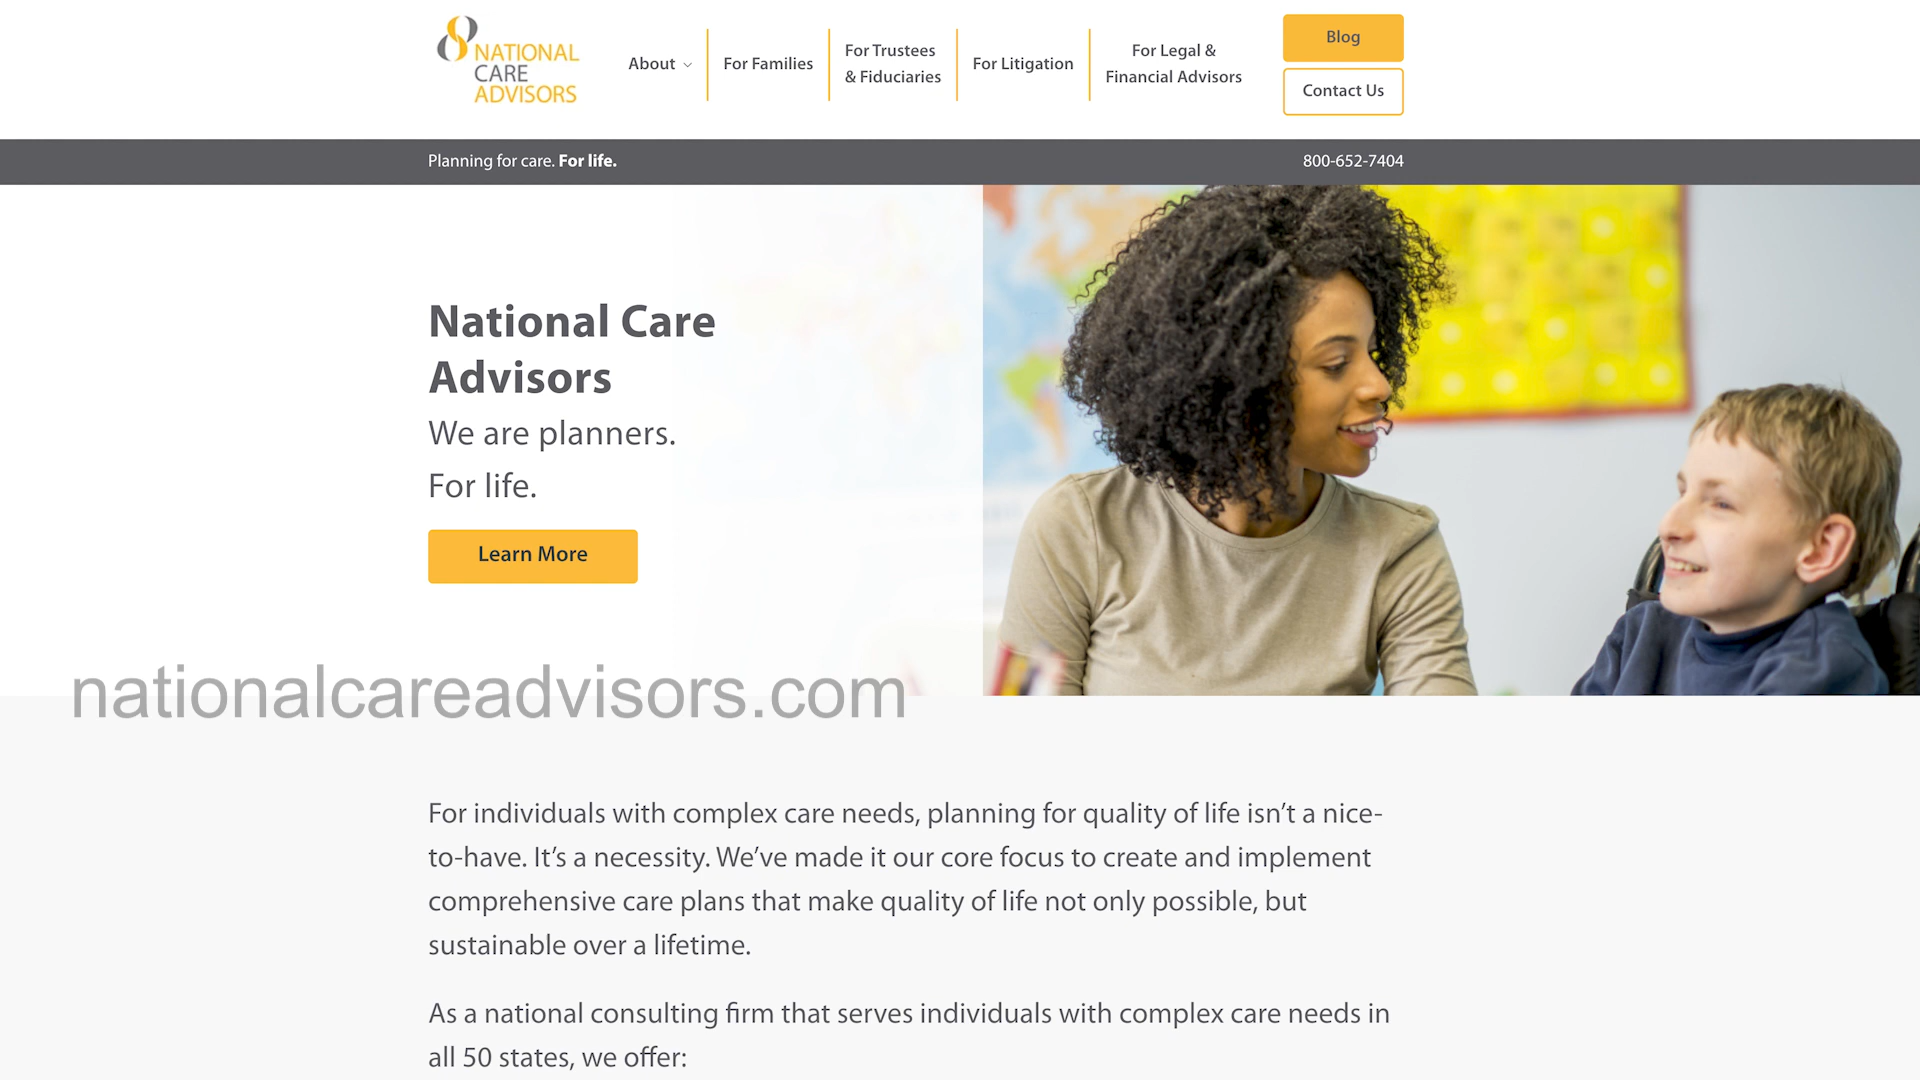 NATIONAL
CARE
ADVISORS
About
For Families
For Trustees
& Fiduciaries
For Litigation
For Legal &
Financial Advisors
Blog
Contact Us
Planning for care. For life.
800-652-7404
National Care
Advisors
We are planners.
For life.
Learn More
nationalcareadvisors.com
For individuals with complex care needs, planning for quality of life isn’t a nice-
to-have. It’s a necessity. We’ve made it our core focus to create and implement
comprehensive care plans that make quality of life not only possible, but
sustainable over a lifetime.
As a national consulting firm that serves individuals with complex care needs in
all 50 states, we offer: